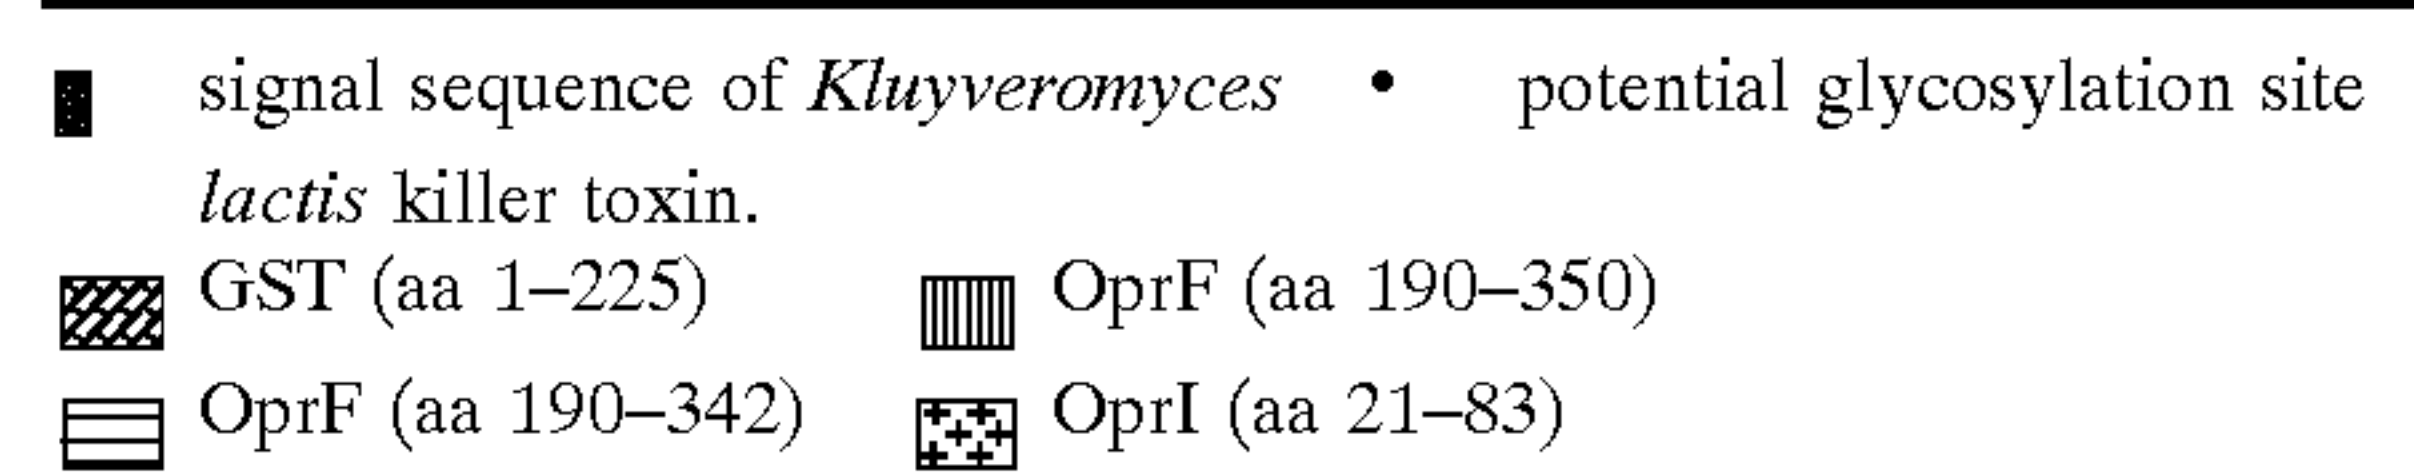 signal sequence of Kluyveromyces • potential glycosylation site
lactis killer toxin.
GST (aa 1–225) OprF (aa 190–350)
OprF (aa 190–342) OprI (aa 21–83)